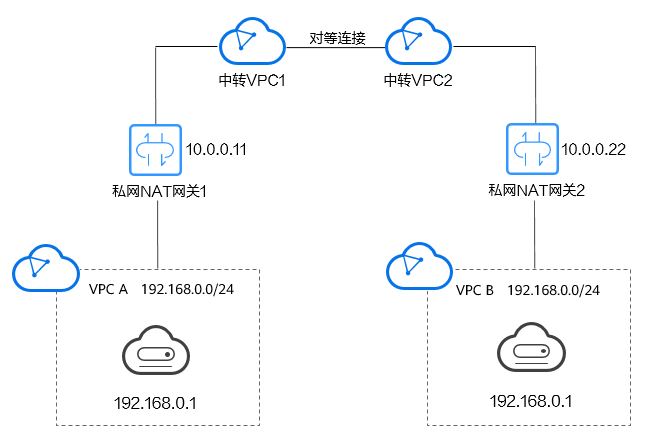 对等连接
中转VPC1
中转VPC2
10.0.0.11
10.0.0.22
私网NAT网关1
私网NAT网关2
VPC A 192.168.0.0/24
VPC B 192.168.0.0/24
192.168.0.1
192.168.0.1